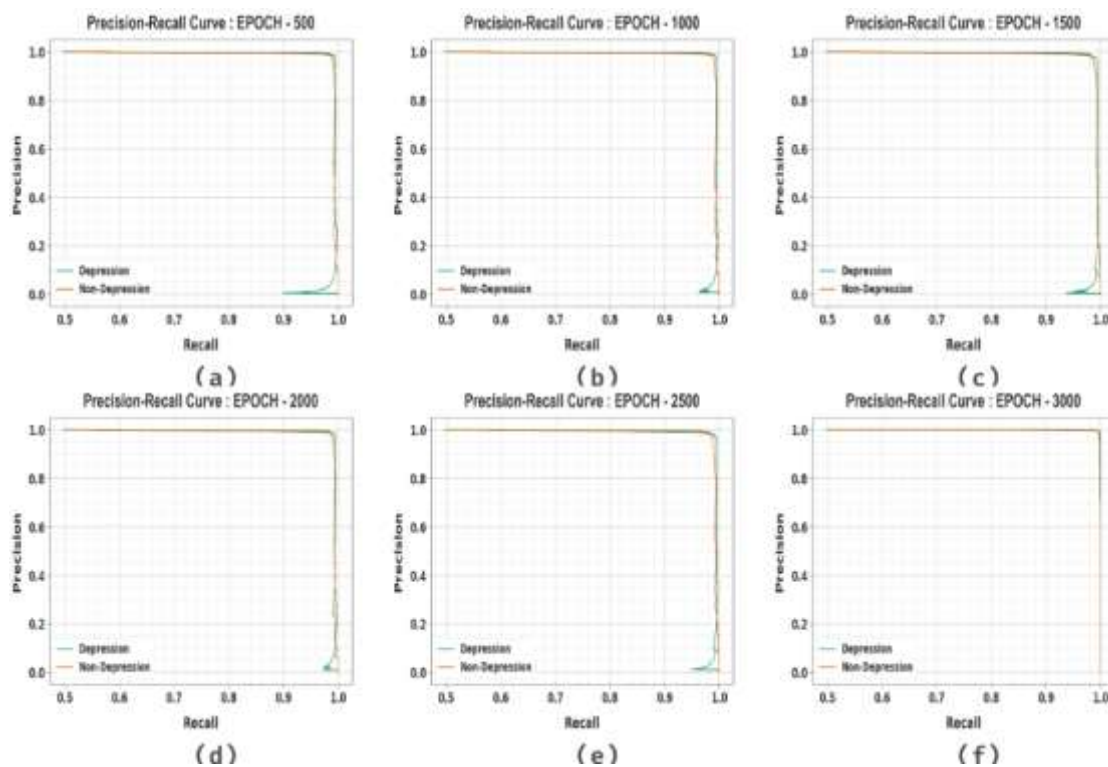 Precision-Recall Curve : EPOCH - 500
Precision
1.0
0.8
0.6
0.4
0.2
0.0
Depression
Non-Depression
0.5 0.6 0.7 0.8 0.9 1.0
Recall
(a)
Precision-Recall Curve : EPOCH - 1000
Precision
1.0
0.8
0.6
0.4
0.2
0.0
Depression
Non-Depression
0.5 0.6 0.7 0.8 0.9 1.0
Recall
(b)
Precision-Recall Curve : EPOCH - 1500
Precision
1.0
0.8
0.6
0.4
0.2
0.0
Depression
Non-Depression
0.5 0.6 0.7 0.8 0.9 1.0
Recall
(c)
Precision-Recall Curve : EPOCH - 2000
Precision
1.0
0.8
0.6
0.4
0.2
0.0
Depression
Non-Depression
0.5 0.6 0.7 0.8 0.9 1.0
Recall
(d)
Precision-Recall Curve : EPOCH - 2500
Precision
1.0
0.8
0.6
0.4
0.2
0.0
Depression
Non-Depression
0.5 0.6 0.7 0.8 0.9 1.0
Recall
(e)
Precision-Recall Curve : EPOCH - 3000
Precision
1.0
0.8
0.6
0.4
0.2
0.0
Depression
Non-Depression
0.5 0.6 0.7 0.8 0.9 1.0
Recall
(f)